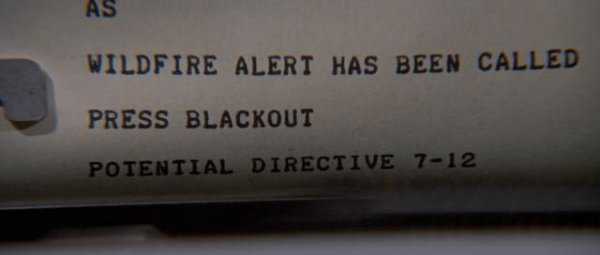 AS
WILDFIRE ALERT HAS BEEN CALLED
PRESS BLACKOUT
POTENTIAL DIRECTIVE 7-12